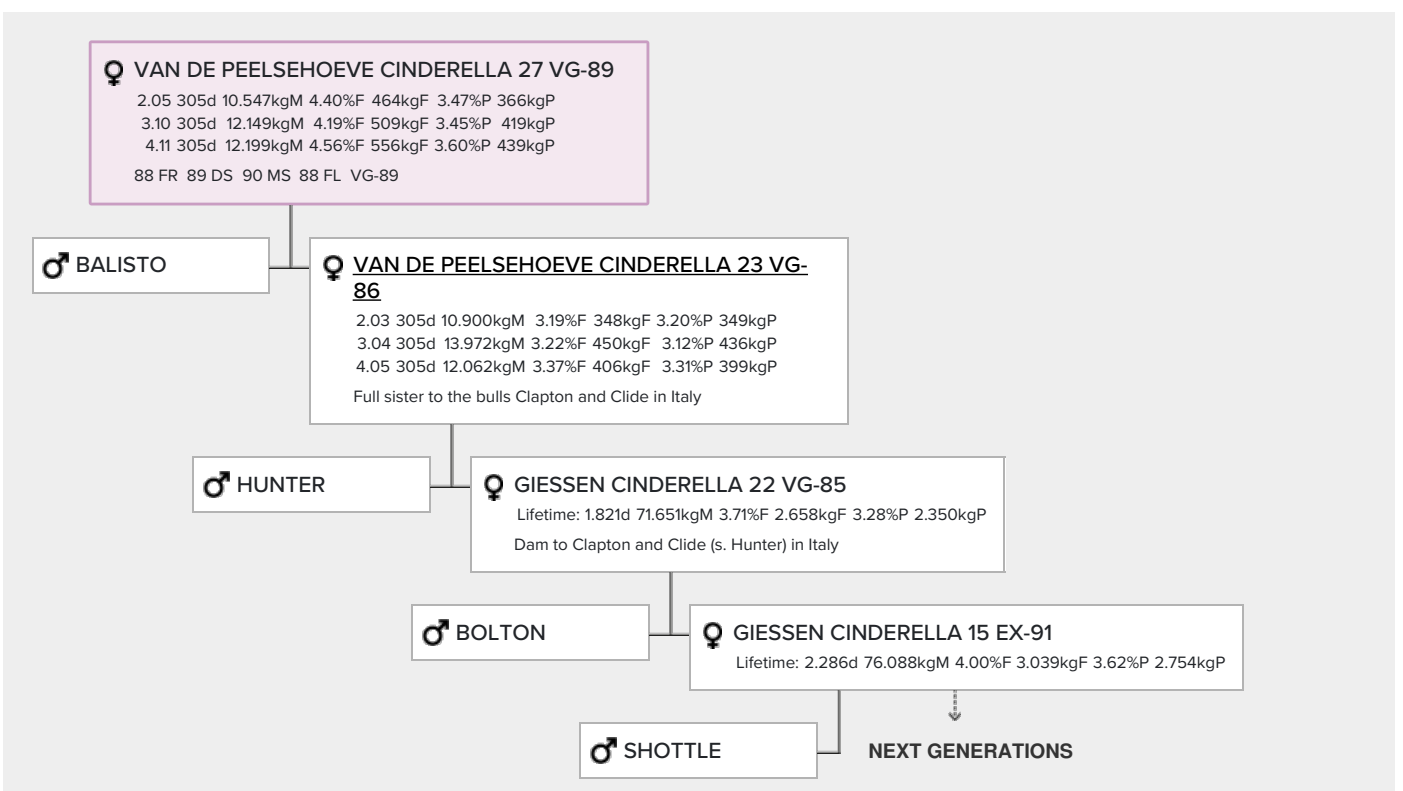 VAN DE PEELSEHOEVE CINDERELLA 27 VG-89
2.05 305d 10.547kgM 4.40%F 464kgF 3.47%P 366kgP
3.10 305d 12.149kgM 4.19%F 509kgF 3.45%P 419kgP
4.11 305d 12.199kgM 4.56%F 556kgF 3.60%P 439kgP
88 FR 89 DS 90 MS 88 FL VG-89
BALISTO
VAN DE PEELSEHOEVE CINDERELLA 23 VG-
86
2.03 305d 10.900kgM 3.19%F 348kgF 3.20%P 349kgP
3.04 305d 13.972kgM 3.22%F 450kgF 3.12%P 436kgP
4.05 305d 12.062kgM 3.37%F 406kgF 3.31%P 399kgP
Full sister to the bulls Clapton and Clide in Italy
HUNTER
GIESSEN CINDERELLA 22 VG-85
Lifetime: 1.821d 71.651kgM 3.71%F 2.658kgF 3.28%P 2.350kgP
Dam to Clapton and Clide (s. Hunter) in Italy
BOLTON
GIESSEN CINDERELLA 15 EX-91
Lifetime: 2.286d 76.088kgM 4.00%F 3.039kgF 3.62%P 2.754kgP
SHOTTLE
NEXT GENERATIONS